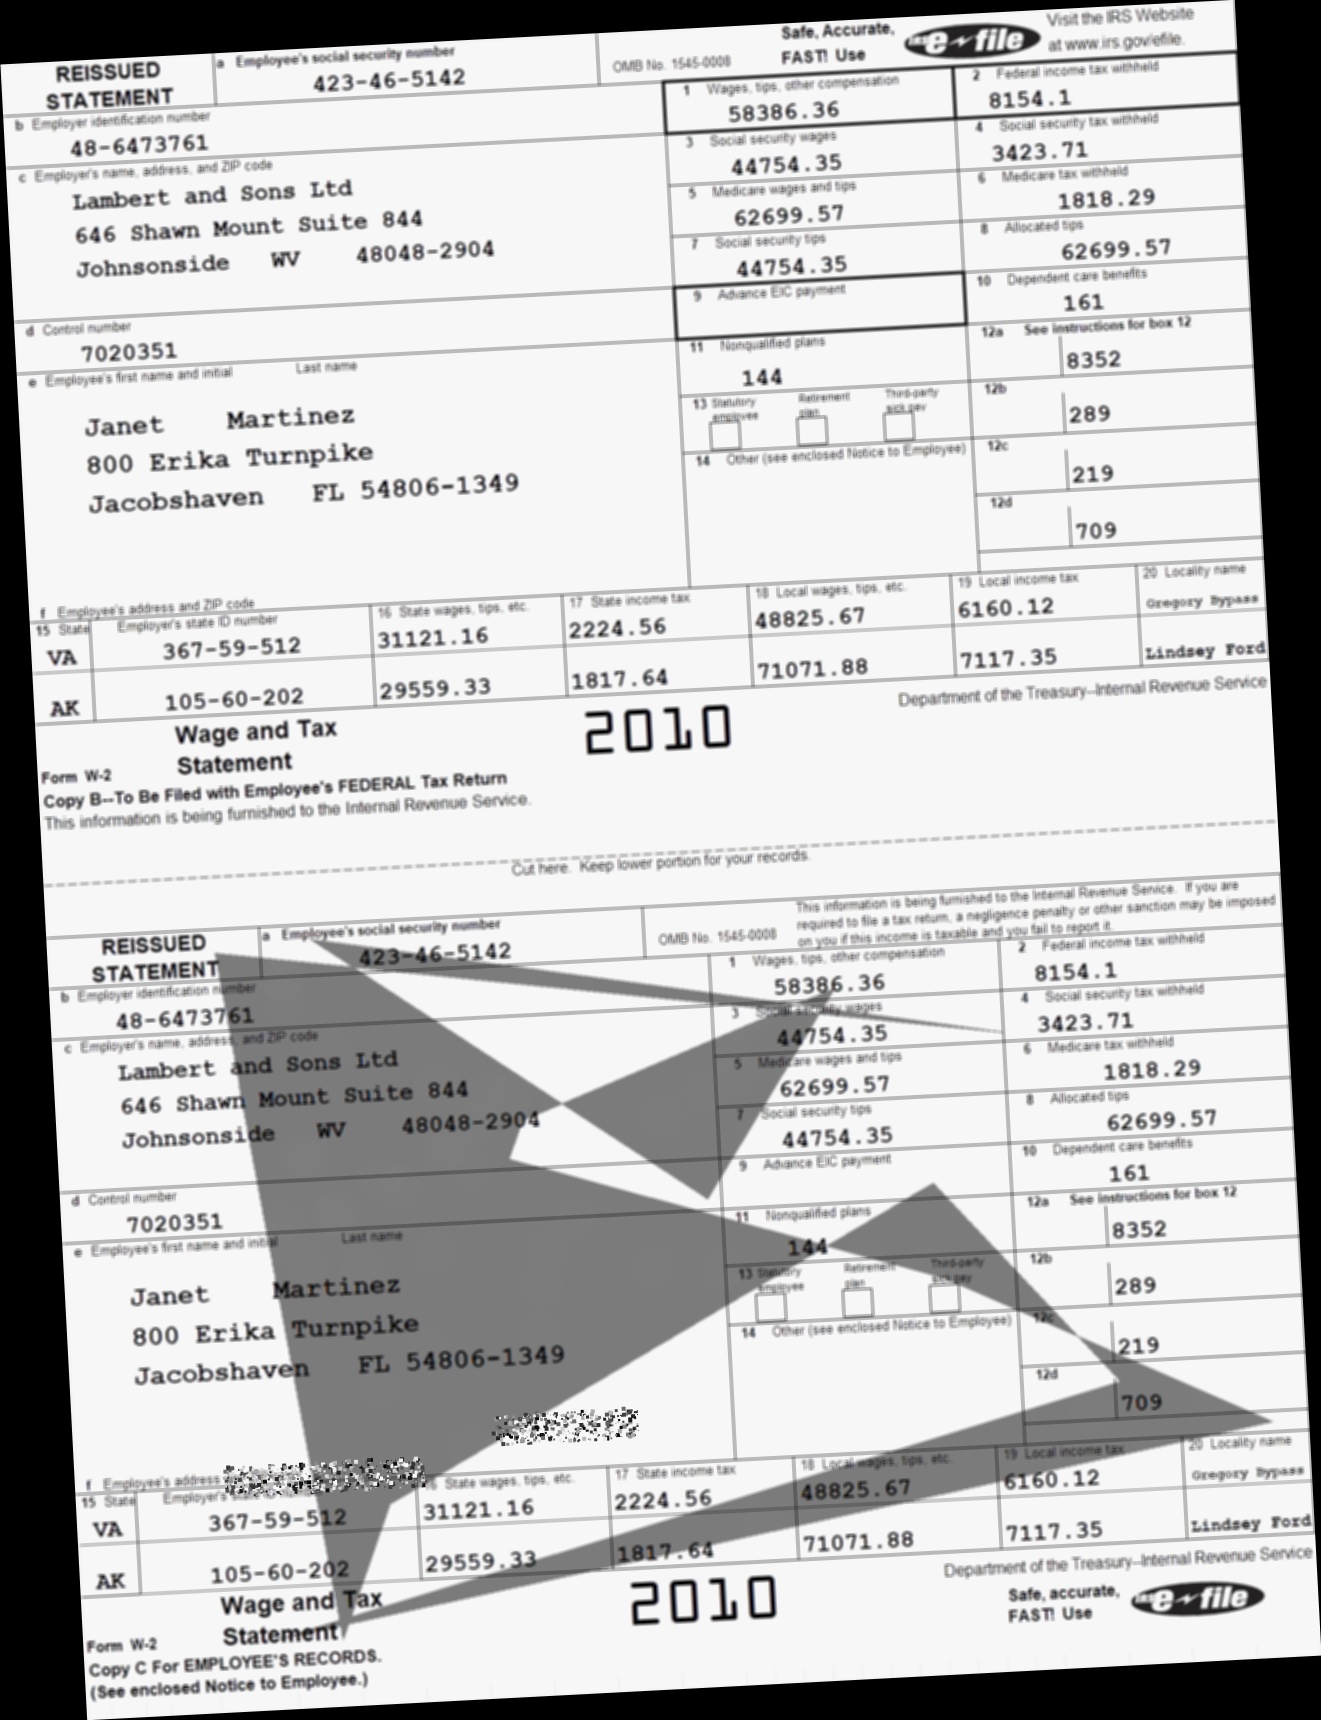 REISSUED
STATEMENT
a Employee's social security number
423-46-5142
OMB No. 1545-0008
Safe, Accurate,
FAST! Use
e file
Visit the IRS Website
at www.irs.gov/efile.
b Employer identification number
48-6473761
1 Wages, tips, other compensation
58386.36
2 Federal income tax withheld
8154.1
c Employer's name, address, and ZIP code
Lambert and Sons Ltd
646 Shawn Mount Suite 844
Johnsonside WV 48048-2904
3 Social security wages
44754.35
4 Social security tax withheld
3423.71
5 Medicare wages and tips
62699.57
6 Medicare tax withheld
1818.29
7 Social security tips
44754.35
8 Allocated tips
62699.57
d Control number
7020351
9 Advance EIC payment
10 Dependent care benefits
161
e Employee's first name and initial Last name
Janet Martinez
800 Erika Turnpike
Jacobshaven FL 54806-1349
11 Nonqualified plans
144
12a See instructions for box 12
8352
13 Statutory employee Retirement plan Third-party sick pay
12b
289
14 Other (see enclosed Notice to Employee)
12c
219
12d
709
f Employee's address and ZIP code
15 State Employer's state ID number 16 State wages, tips, etc. 17 State income tax 18 Local wages, tips, etc. 19 Local income tax 20 Locality name
VA 367-59-512 31121.16 2224.56 48825.67 6160.12 Gregory Bypass
AK 105-60-202 29559.33 1817.64 71071.88 7117.35 Lindsey Ford
Wage and Tax
Statement
Form W-2
2010
Department of the Treasury--Internal Revenue Service
Copy B--To Be Filed with Employee's FEDERAL Tax Return
This information is being furnished to the Internal Revenue Service.
Cut here. Keep lower portion for your records.
REISSUED
STATEMENT
a Employee's social security number
423-46-5142
OMB No. 1545-0008
This information is being furnished to the Internal Revenue Service. If you are
required to file a tax return, a negligence penalty or other sanction may be imposed
on you if this income is taxable and you fail to report it.
b Employer identification number
48-6473761
1 Wages, tips, other compensation
58386.36
2 Federal income tax withheld
8154.1
c Employer's name, address, and ZIP code
Lambert and Sons Ltd
646 Shawn Mount Suite 844
Johnsonside WV 48048-2904
3 Social security wages
44754.35
4 Social security tax withheld
3423.71
5 Medicare wages and tips
62699.57
6 Medicare tax withheld
1818.29
7 Social security tips
44754.35
8 Allocated tips
62699.57
d Control number
7020351
9 Advance EIC payment
10 Dependent care benefits
161
e Employee's first name and initial Last name
Janet Martinez
800 Erika Turnpike
Jacobshaven FL 54806-1349
11 Nonqualified plans
144
12a See instructions for box 12
8352
13 Statutory employee Retirement plan Third-party sick pay
12b
289
14 Other (see enclosed Notice to Employee)
12c
219
12d
709
f Employee's address
15 State Employer's state ID 16 State wages, tips, etc. 17 State income tax 18 Local wages, tips, etc. 19 Local income tax 20 Locality name
VA 367-59-512 31121.16 2224.56 48825.67 6160.12 Gregory Bypass
AK 105-60-202 29559.33 1817.64 71071.88 7117.35 Lindsey Ford
Wage and Tax
Statement
Form W-2
2010
Department of the Treasury--Internal Revenue Service
Safe, accurate,
FAST! Use
e file
Copy C For EMPLOYEE'S RECORDS.
(See enclosed Notice to Employee.)